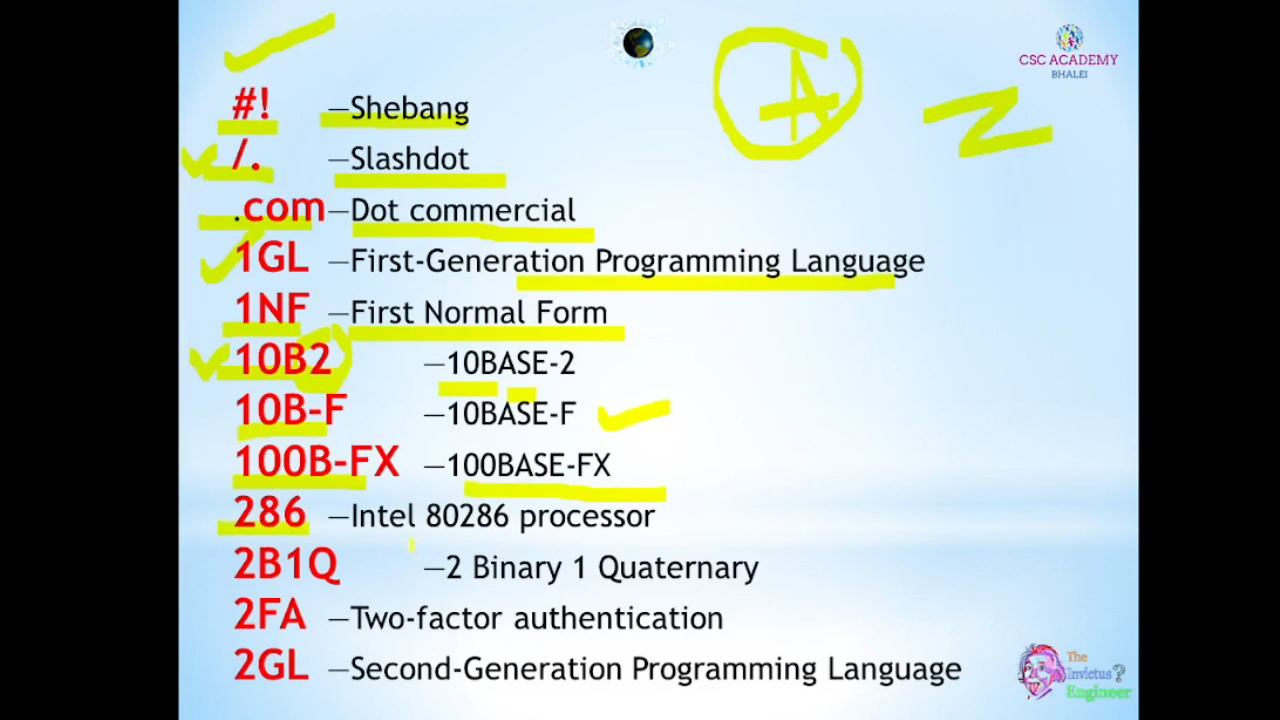 A
CSC ACADEMY
BHALEI
#! —Shebang
/. —Slashdot
.com—Dot commercial
1GL —First-Generation Programming Language
1NF —First Normal Form
10B2 —10BASE-2
10B-F —10BASE-F
100B-FX —100BASE-FX
286 —Intel 80286 processor
2B1Q —2 Binary 1 Quaternary
2FA —Two-factor authentication
2GL —Second-Generation Programming Language
The
Invictus?
Engineer